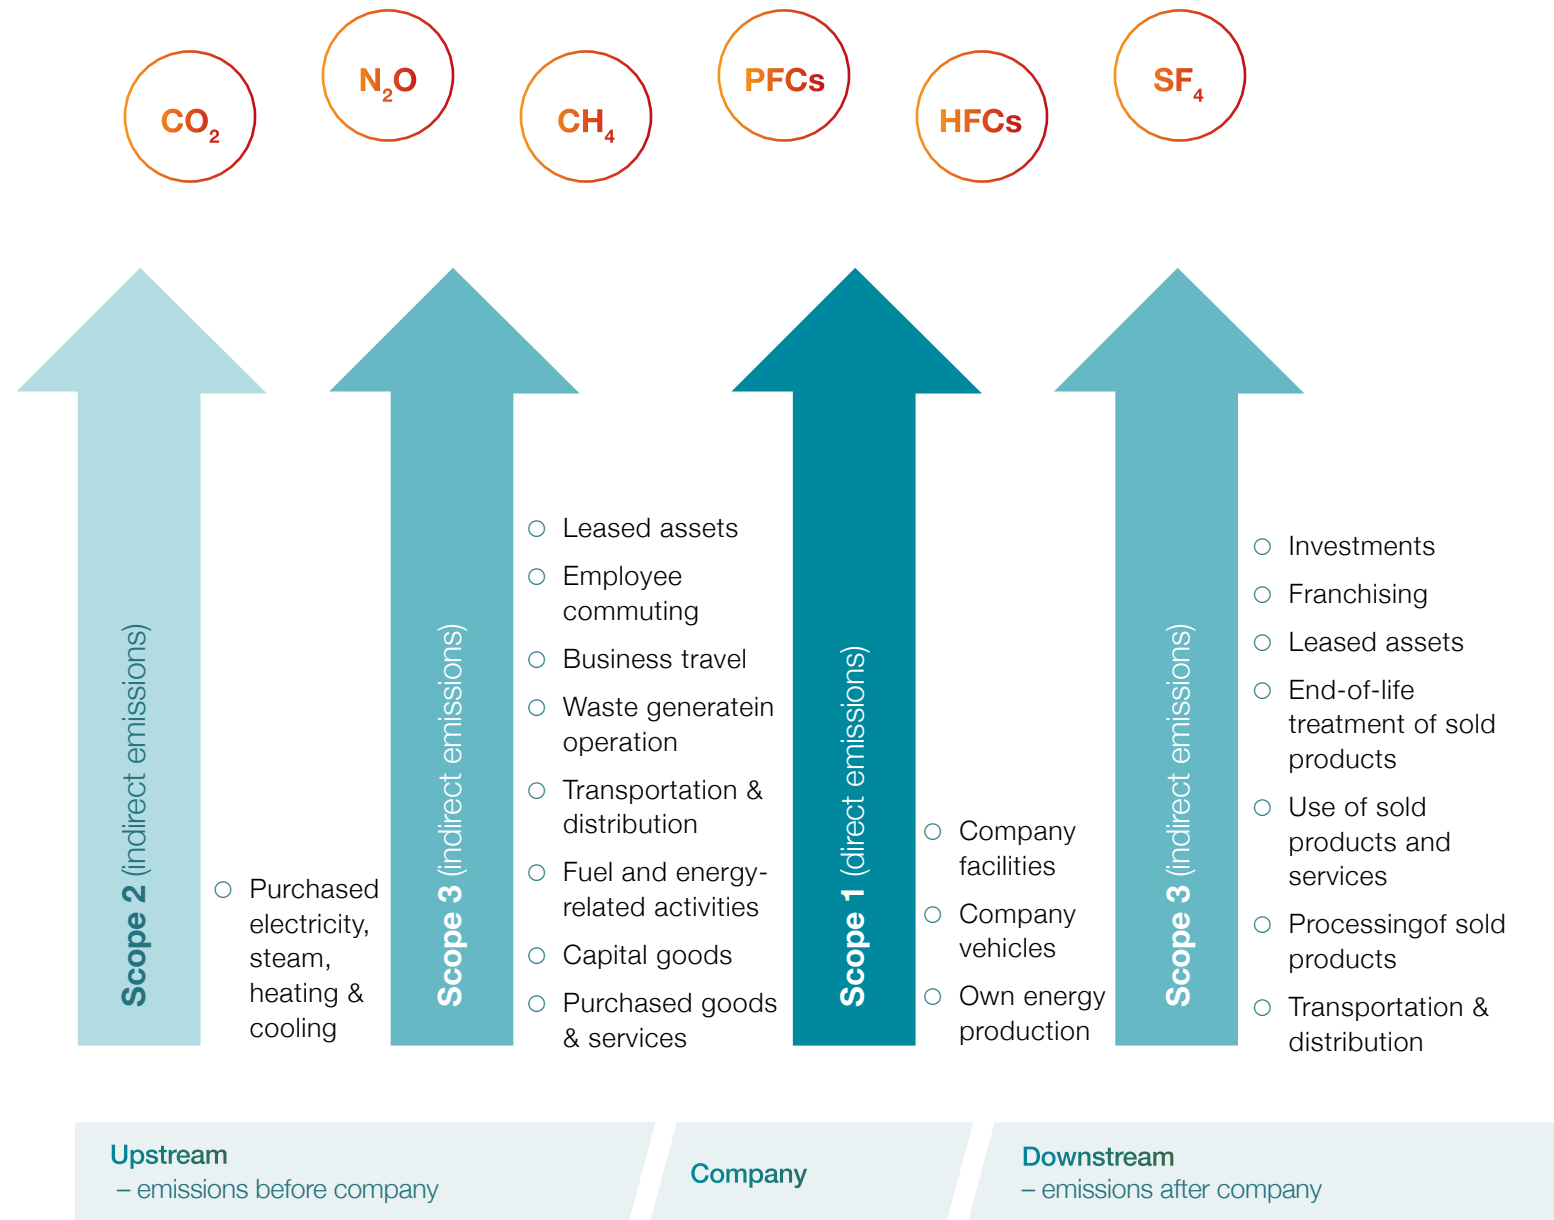 CO2
N2O
CH4
PFCs
HFCs
SF4
Scope 2 (indirect emissions)
Purchased
electricity,
steam,
heating &
cooling
Scope 3 (indirect emissions)
Leased assets
Employee
commuting
Business travel
Waste generatein
operation
Transportation &
distribution
Fuel and energy-
related activities
Capital goods
Purchased goods
& services
Scope 1 (direct emissions)
Company
facilities
Company
vehicles
Own energy
production
Scope 3 (indirect emissions)
Investments
Franchising
Leased assets
End-of-life
treatment of sold
products
Use of sold
products and
services
Processingof sold
products
Transportation &
distribution
Upstream
– emissions before company
Company
Downstream
– emissions after company